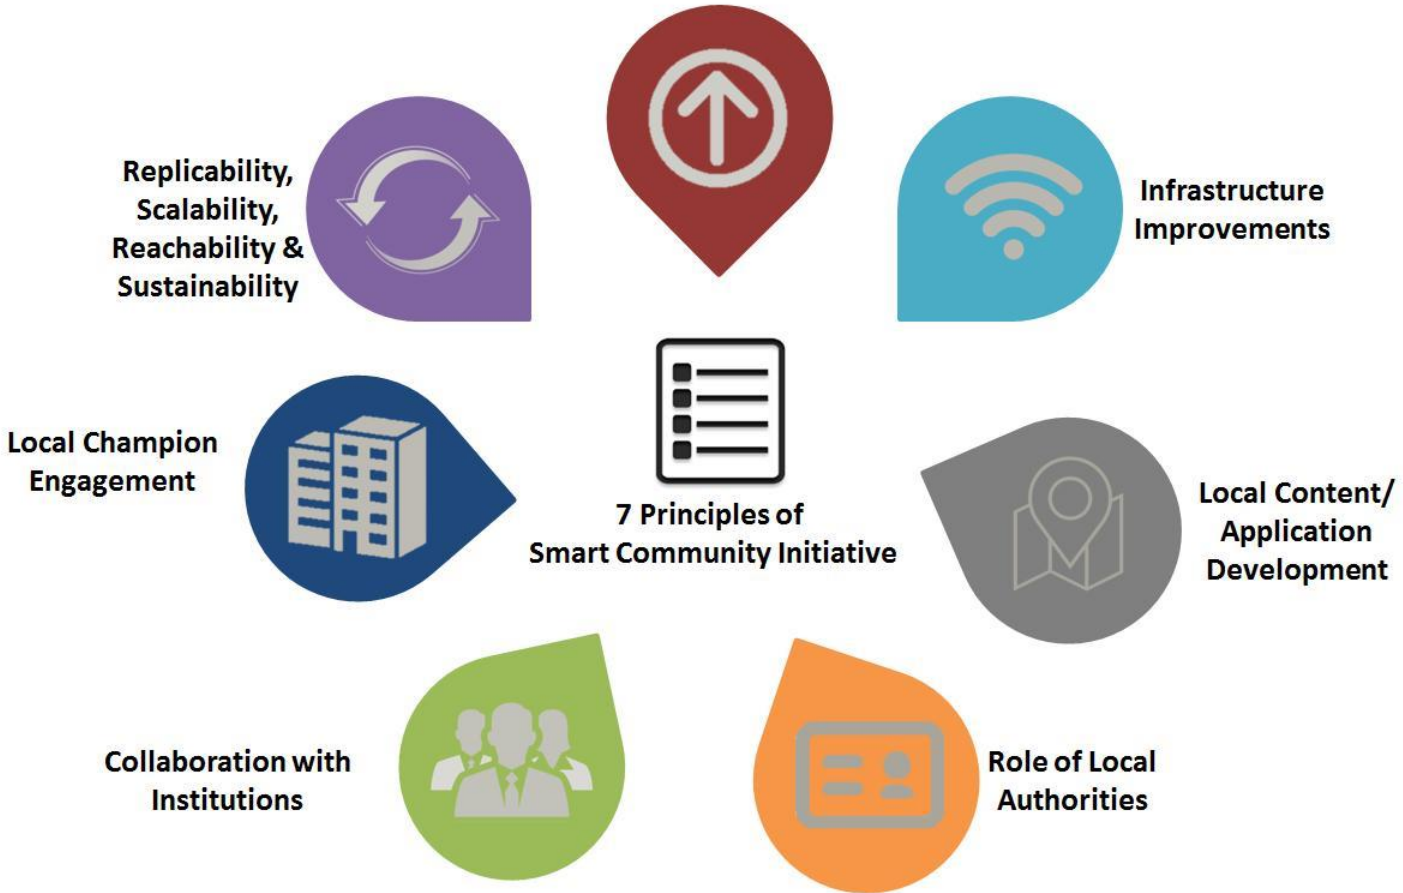 Replicability,
Scalability,
Reachability &
Sustainability
Infrastructure
Improvements
Local Champion
Engagement
7 Principles of
Smart Community Initiative
Local Content/
Application
Development
Collaboration with
Institutions
Role of Local
Authorities